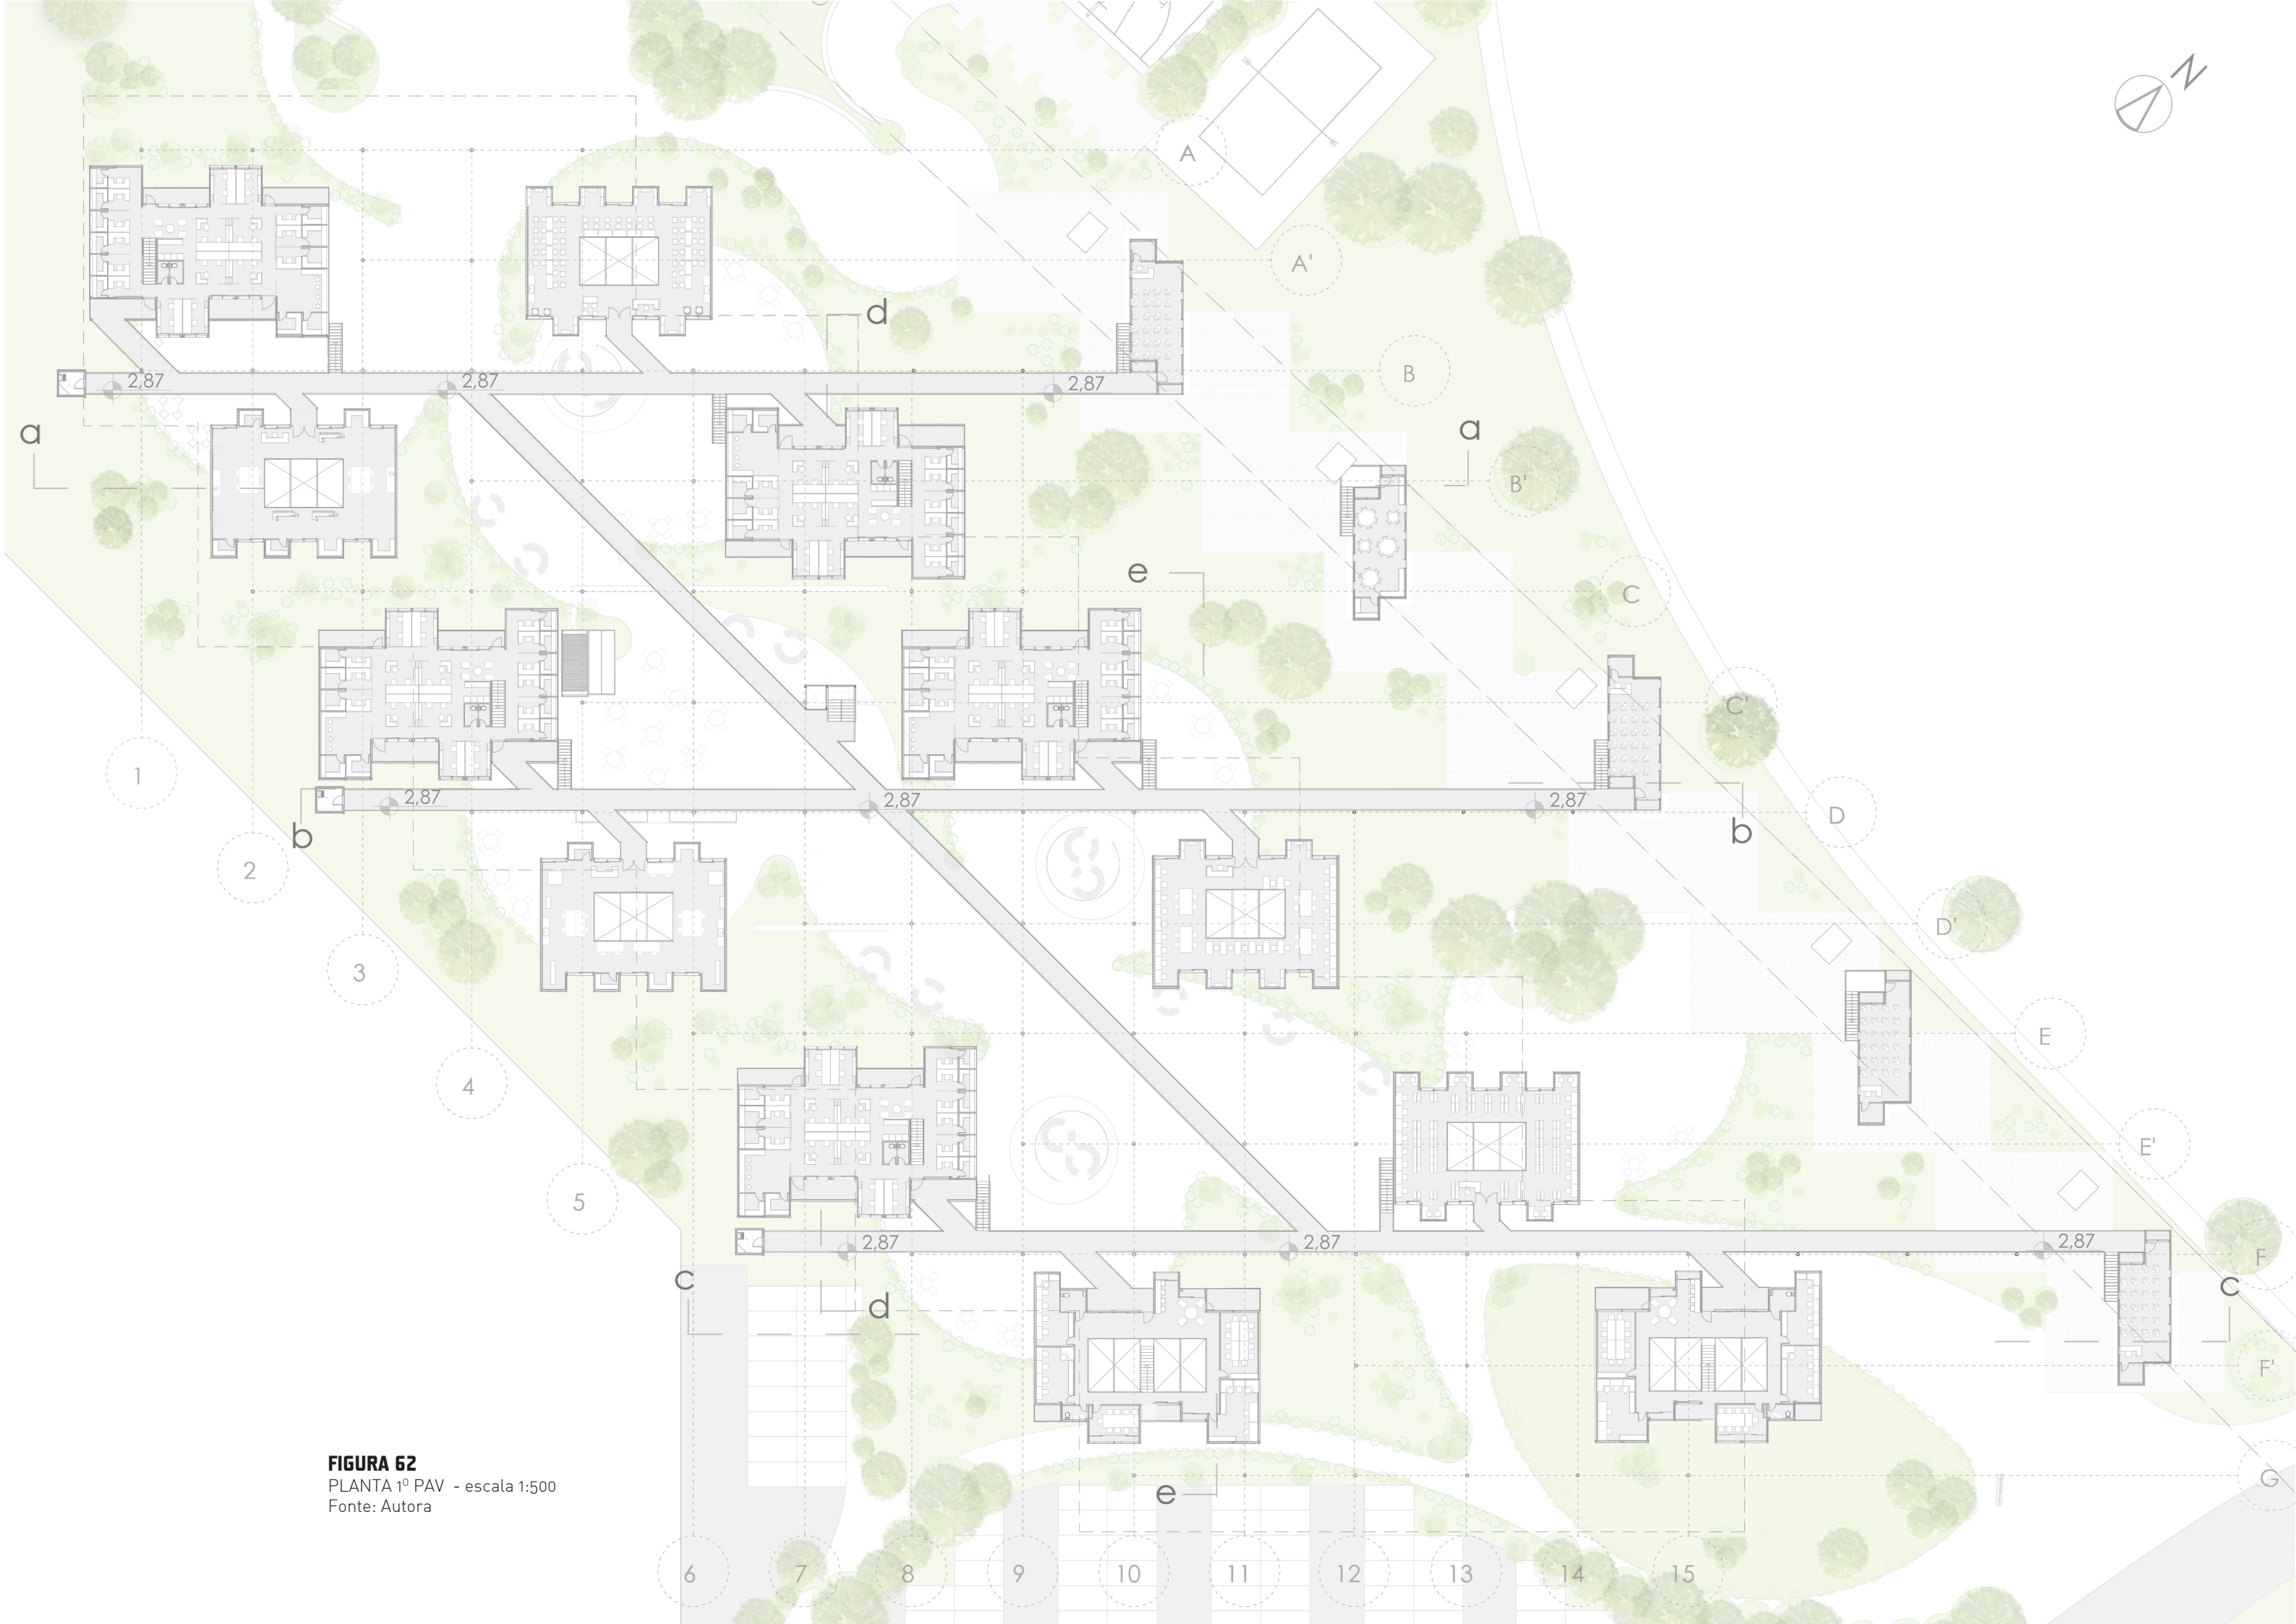 N
A
A'
d
B
2,87
2,87
2,87
a
a
B'
e
C
C'
1
2,87
2,87
2,87
D
b
b
2
D'
3
E
4
E'
5
2,87
2,87
2,87
F
c
c
d
F'
FIGURA 62
PLANTA 1º PAV - escala 1:500
Fonte: Autora
e
G
6
7
8
9
10
11
12
13
14
15